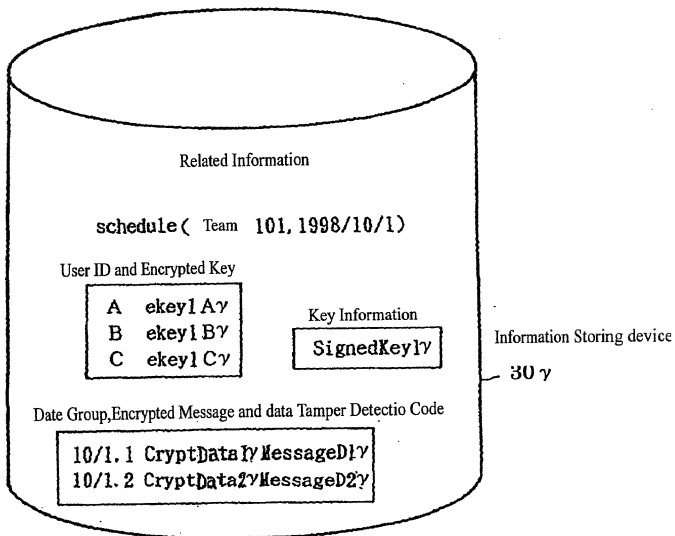 Related Information
schedule( Team 101, 1998/10/1)
User ID and Encrypted Key
A ekey1Aγ
B ekey1Bγ
C ekey1Cγ
Key Information
SignedKey1γ
Information Storing device
30γ
Date Group,Encrypted Message and data Tamper Detectio Code
10/1.1 CryptData1γMessageD1γ
10/1.2 CryptData2γMessageD2γ